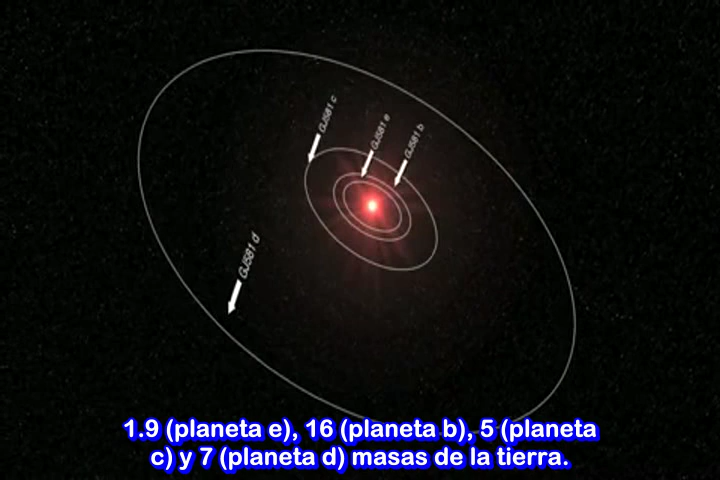 GJ581 c
GJ581 e
GJ581 b
GJ581 d
1.9 (planeta e), 16 (planeta b), 5 (planeta
c) y 7 (planeta d) masas de la tierra.